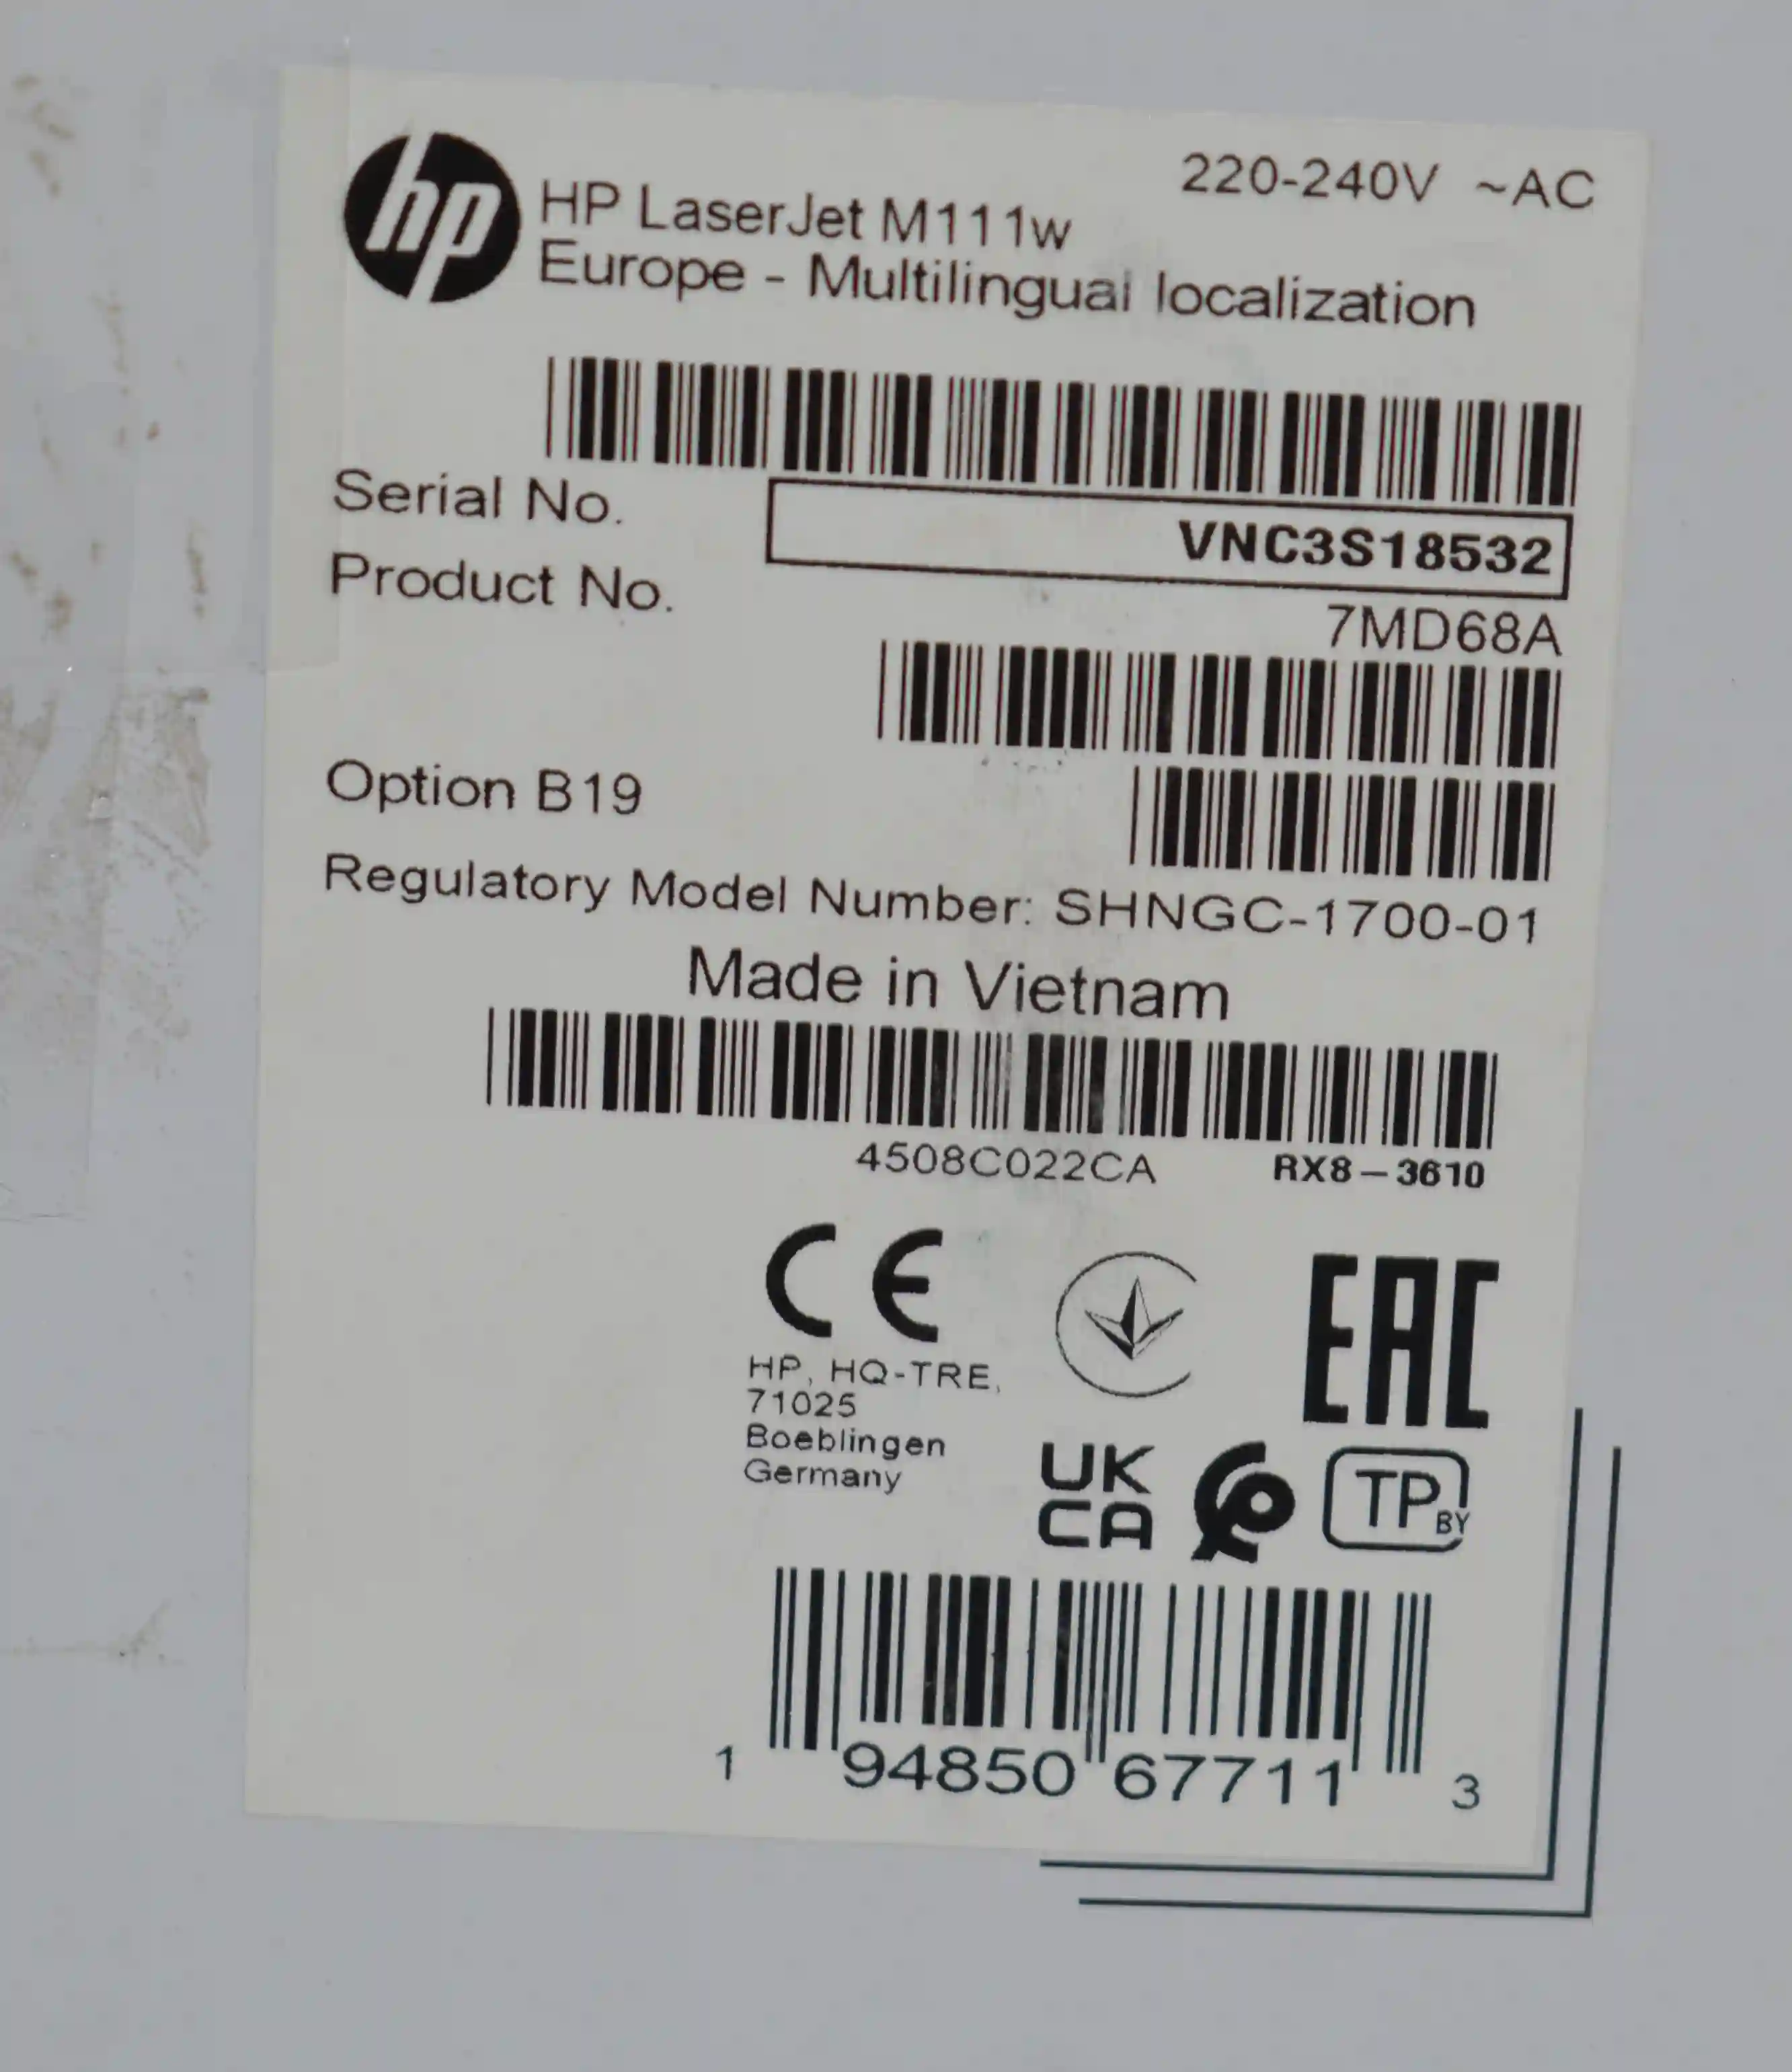 hp
220-240V ~AC
HP LaserJet M111w
Europe - Multilingual localization
Serial No.
VNC3S18532
Product No.
7MD68A
Option B19
Regulatory Model Number: SHNGC-1700-01
Made in Vietnam
4508C022CA RX8-3610
CE
EAC
HP, HQ-TRE,
71025
Boeblingen
Germany
UK
CA
TP BY
1 94850 67711 3